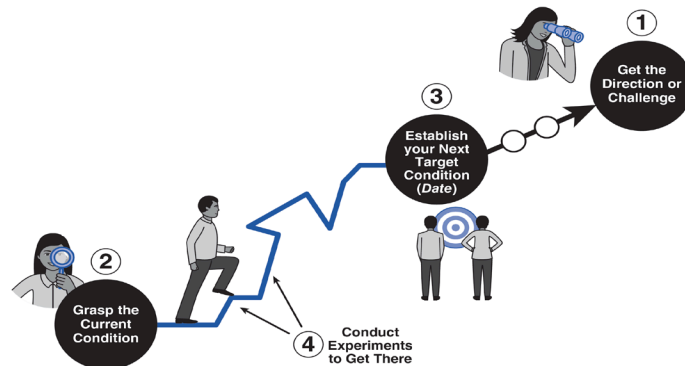 1
Get the
Direction or
Challenge
2
Grasp the
Current
Condition
3
Establish
your Next
Target
Condition
(Date)
4
Conduct
Experiments
to Get There